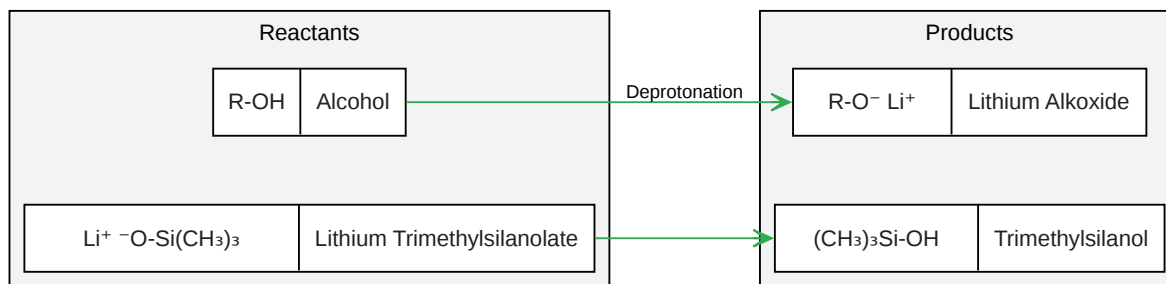 Reactants
Products
R-OH
Alcohol
Deprotonation
R-O⁻ Li⁺
Lithium Alkoxide
Li⁺ ⁻O-Si(CH₃)₃
Lithium Trimethylsilanolate
(CH₃)₃Si-OH
Trimethylsilanol